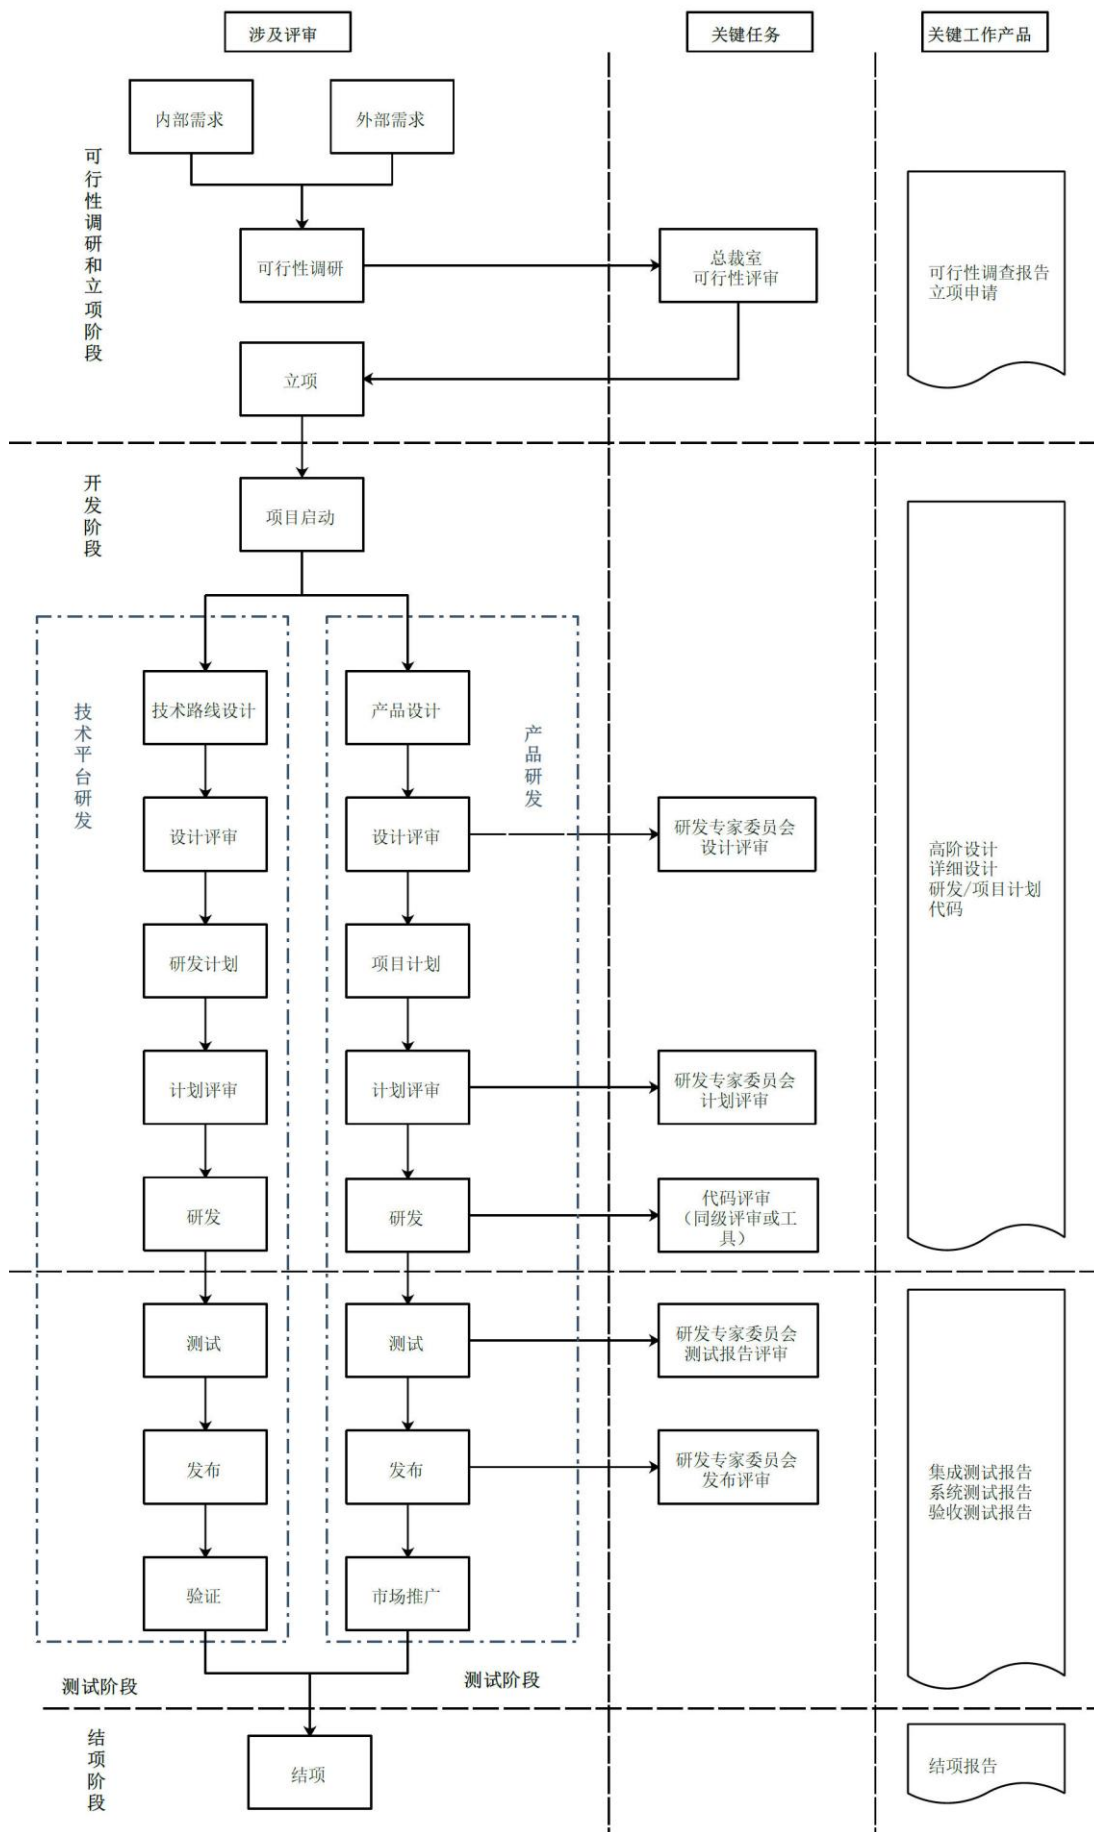 涉及评审
关键任务
关键工作产品
内部需求
外部需求
可行性调研和立项阶段
可行性调研
总裁室
可行性评审
可行性调查报告
立项申请
立项
开发阶段
项目启动
技术平台研发
技术路线设计
产品设计
产品研发
设计评审
设计评审
研发专家委员会
设计评审
高阶设计
详细设计
研发/项目计划
代码
研发计划
项目计划
计划评审
计划评审
研发专家委员会
计划评审
研发
研发
代码评审
（同级评审或工
具）
测试
测试
研发专家委员会
测试报告评审
发布
发布
研发专家委员会
发布评审
集成测试报告
系统测试报告
验收测试报告
验证
市场推广
测试阶段
测试阶段
结项阶段
结项
结项报告